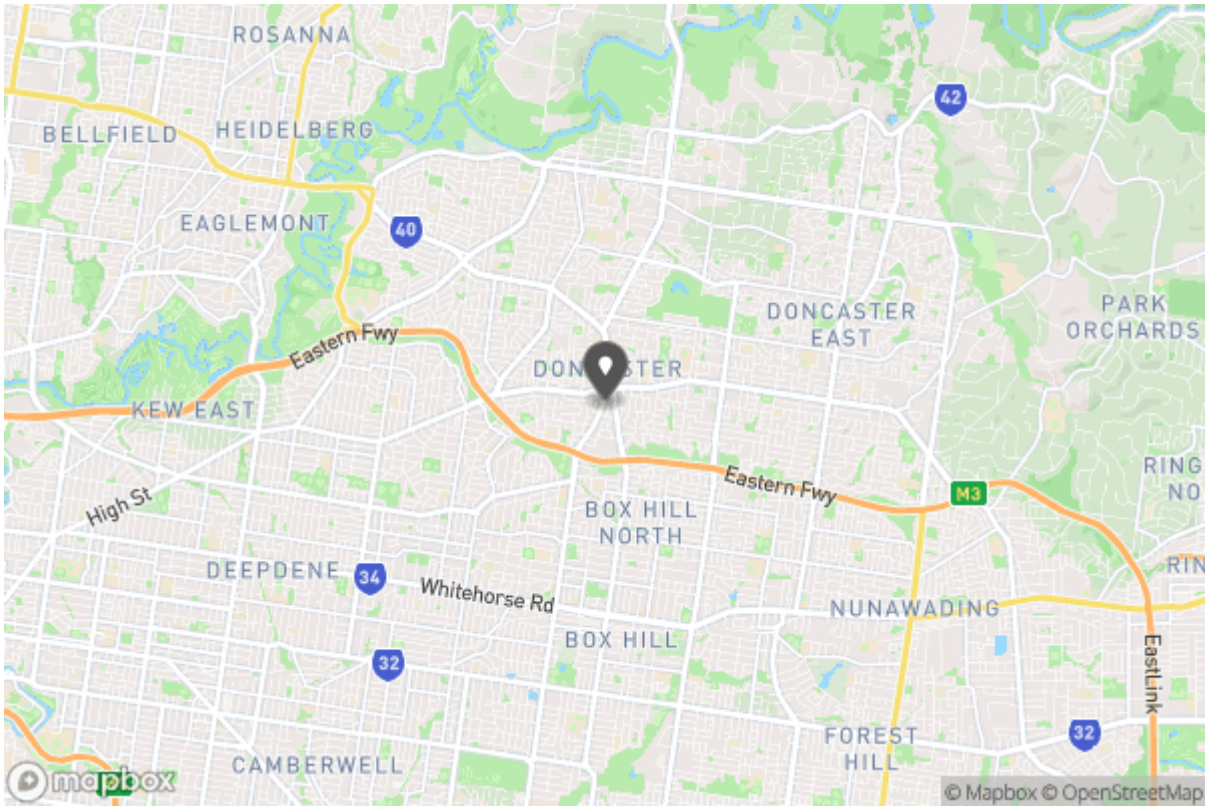 ROSANNA
42
BELLFIELD
HEIDELBERG
EAGLEMONT
40
DONCASTER
EAST
PARK
ORCHARDS
Eastern Fwy
DONCASTER
KEW EAST
RING
NO
Eastern Fwy
M3
High St
BOX HILL
NORTH
DEEPDENE
34
RIN
Whitehorse Rd
NUNAWADING
BOX HILL
32
EastLink
FOREST
HILL
32
CAMBERWELL
mapbox
© Mapbox © OpenStreetMap